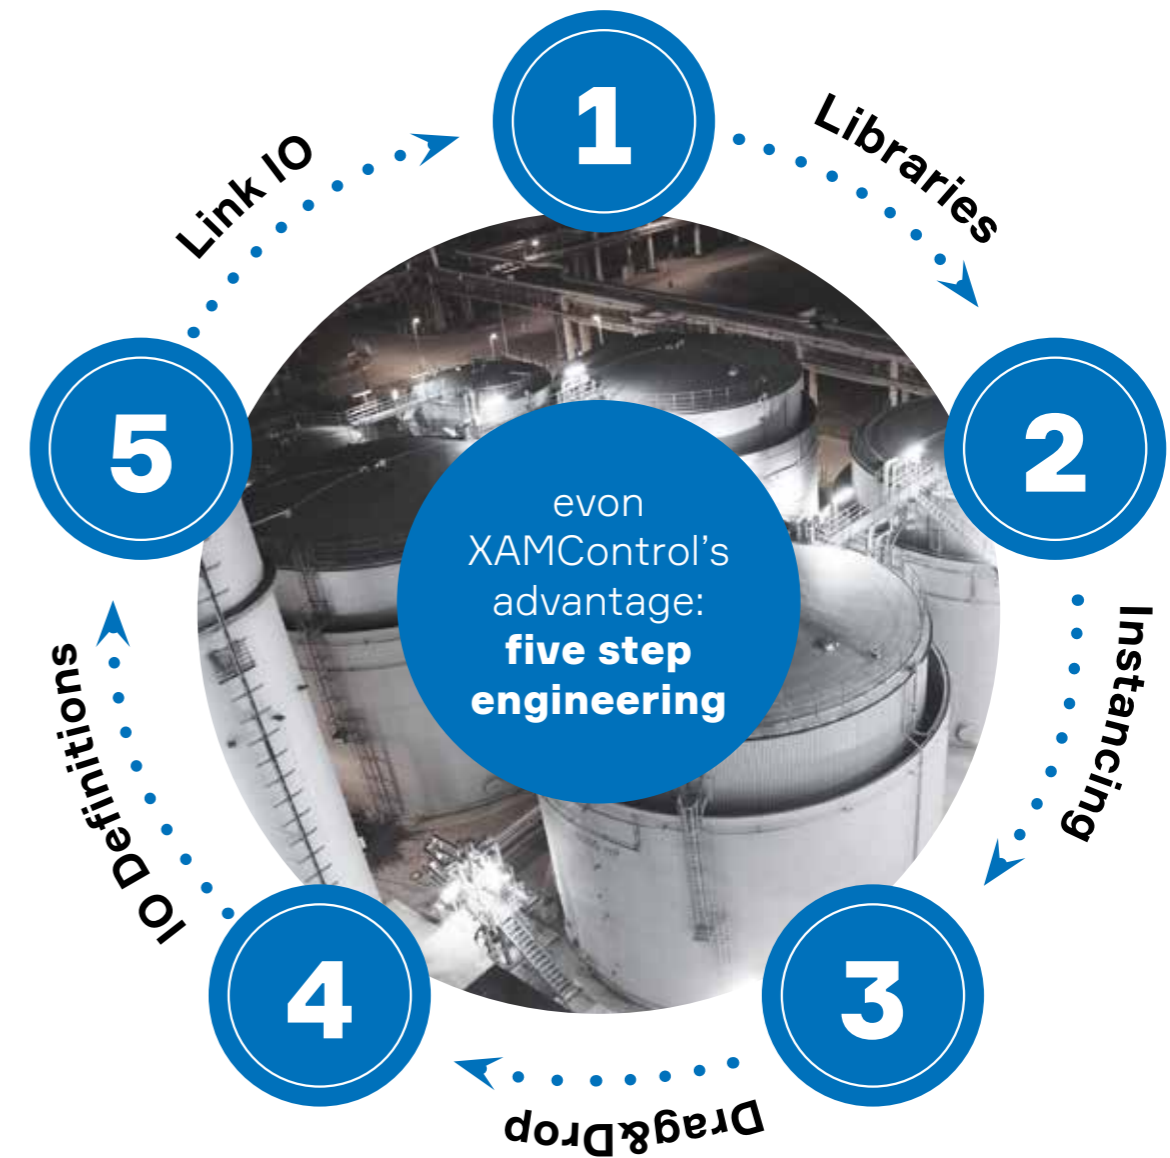 1
Libraries
2
Instancing
3
Drag&Drop
4
IO Definitions
5
Link IO
evon
XAMControl's
advantage:
five step
engineering